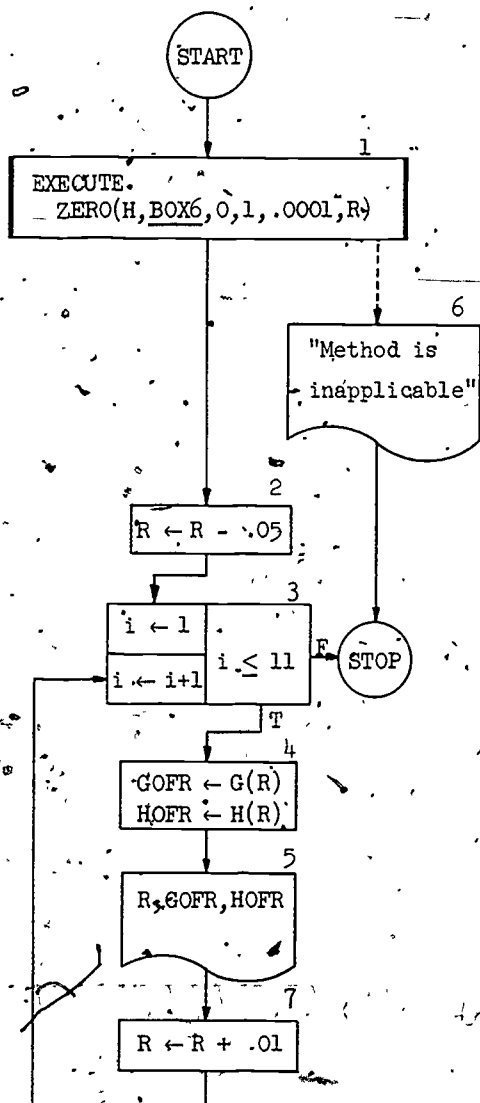 START
1
EXECUTE
ZERO(H, BOX6, 0, 1, .0001, R)
6
"Method is
inapplicable"
2
R ← R - .05
3
i ← 1
i ← i+1
i ≤ 11
F
STOP
T
4
GOFR ← G(R)
HOFR ← H(R)
5
R, GOFR, HOFR
7
R ← R + .01